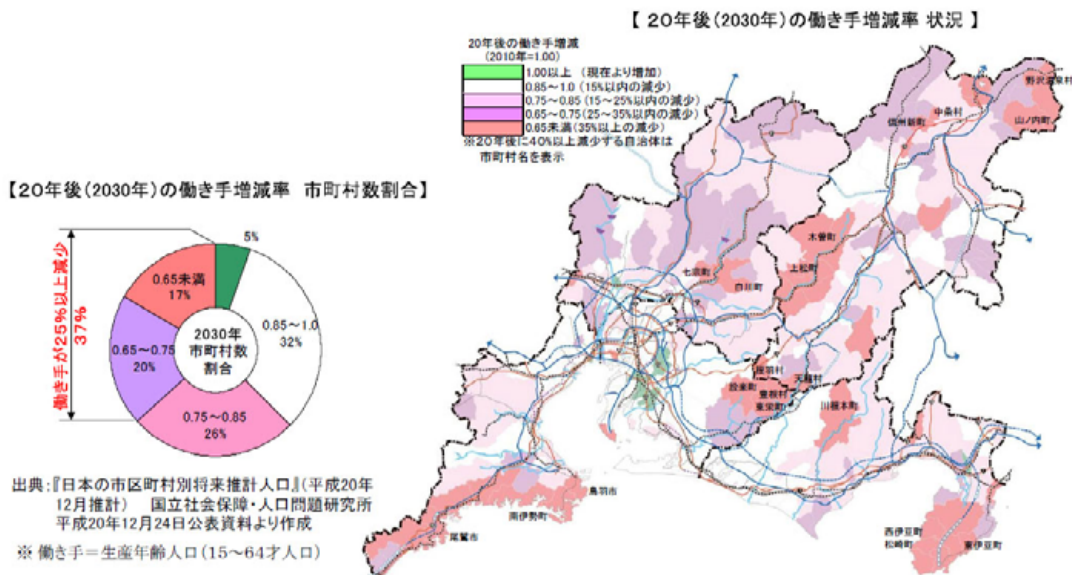 【 20年後(2030年)の働き手増減率 状況 】
20年後の働き手増減
(2010年=1.00)
1.00以上 (現在より増加)
0.85～1.0 (15%以内の減少)
0.75～0.85 (15～25%以内の減少)
0.65～0.75 (25～35%以内の減少)
0.65未満(35%以上の減少)
※20年後に40%以上減少する自治体は
市町村名を表示
野沢温泉村
中条村
信州新町
山ノ内町
木曽町
上松町
七宗町
白川町
根羽村
天龍村
設楽町
豊根村
東栄町
川根本町
鳥羽市
南伊勢町
尾鷲市
西伊豆町
松崎町
東伊豆町
【20年後(2030年)の働き手増減率 市町村数割合】
働き手が25%以上減少
37%
5%
0.65未満
17%
0.85～1.0
32%
0.65～0.75
20%
2030年
市町村数
割合
0.75～0.85
26%
出典：『日本の市区町村別将来推計人口』(平成20年
12月推計) 国立社会保障・人口問題研究所
平成20年12月24日公表資料より作成
※ 働き手＝生産年齢人口(15～64才人口)